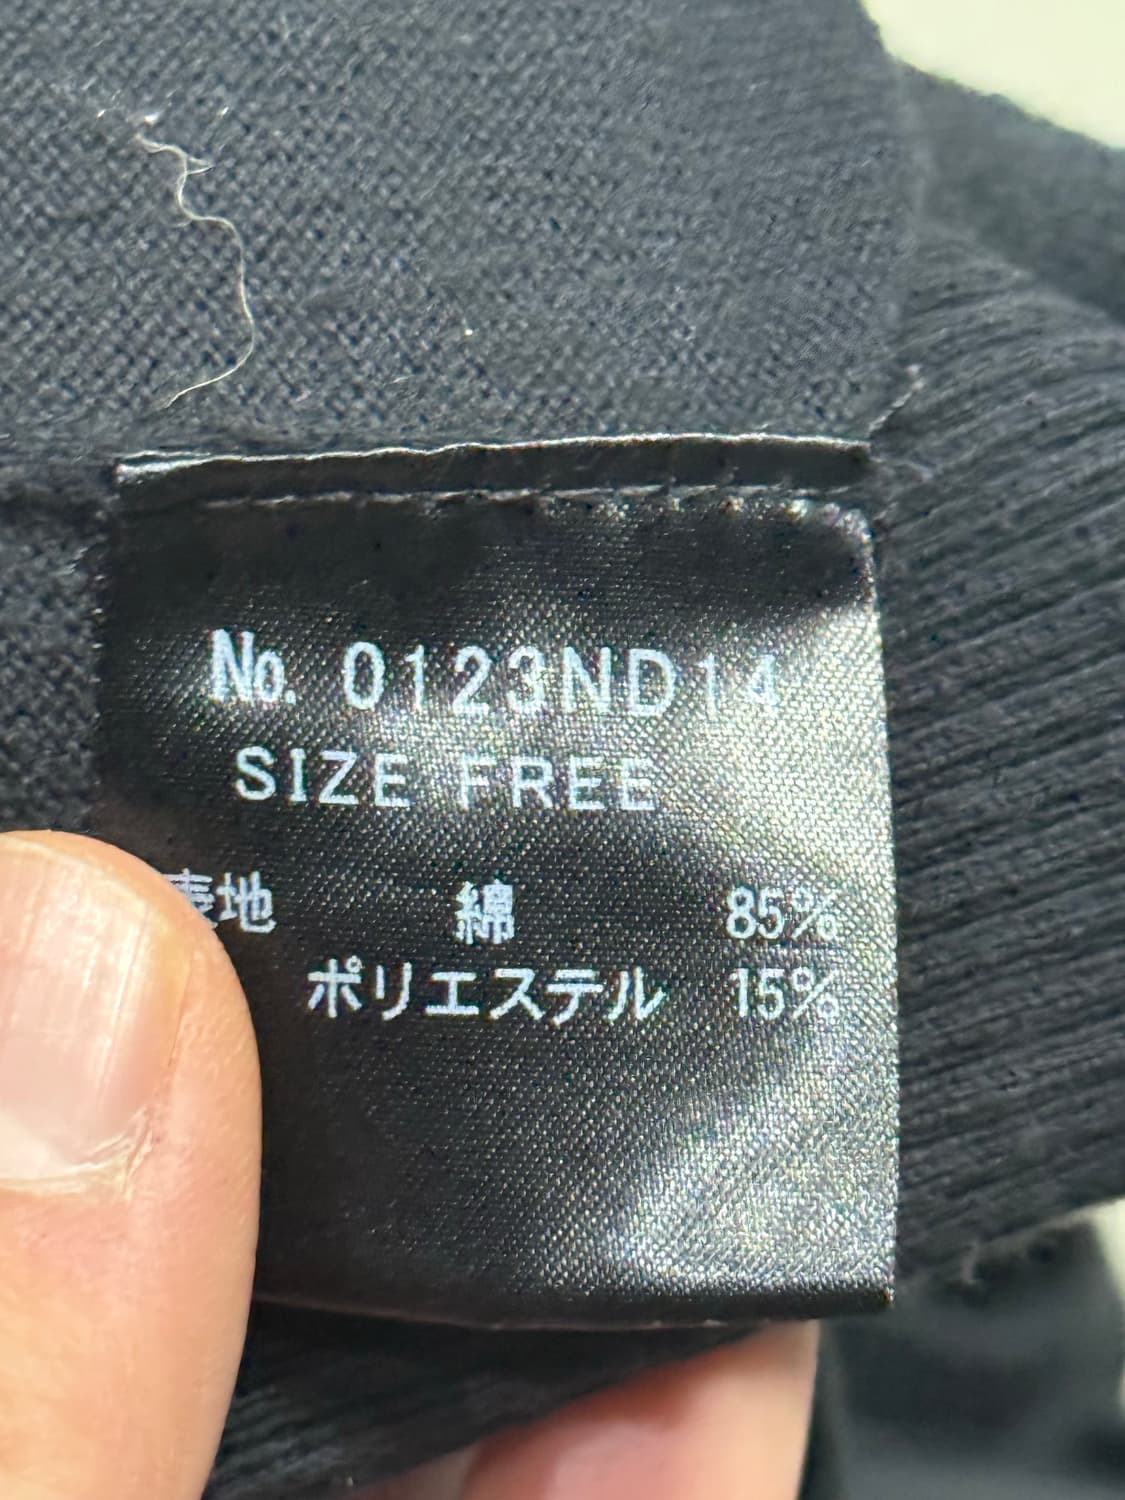 No. 0123ND14
SIZE FREE
表地 綿 85%
ポリエステル 15%